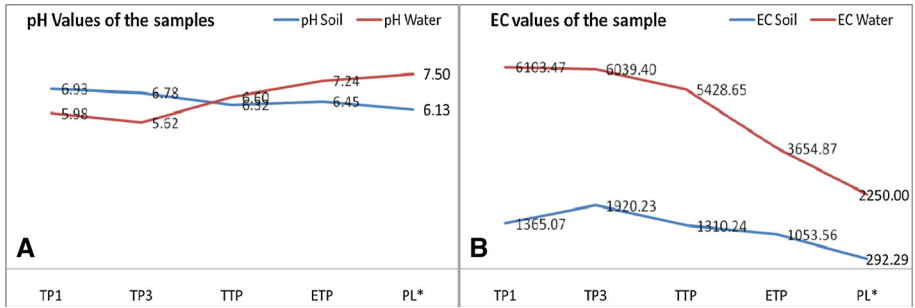 pH Values of the samples
pH Soil pH Water
6.93 6.78 6.32 6.45 6.13
5.98 5.62 6.60 7.24 7.50
A
TP1 TP3 TTP ETP PL*
EC values of the sample
EC Soil EC Water
6103.47 6039.40 5428.65 3654.87 2250.00
1365.07 1920.23 1310.24 1053.56 292.29
B
TP1 TP3 TTP ETP PL*